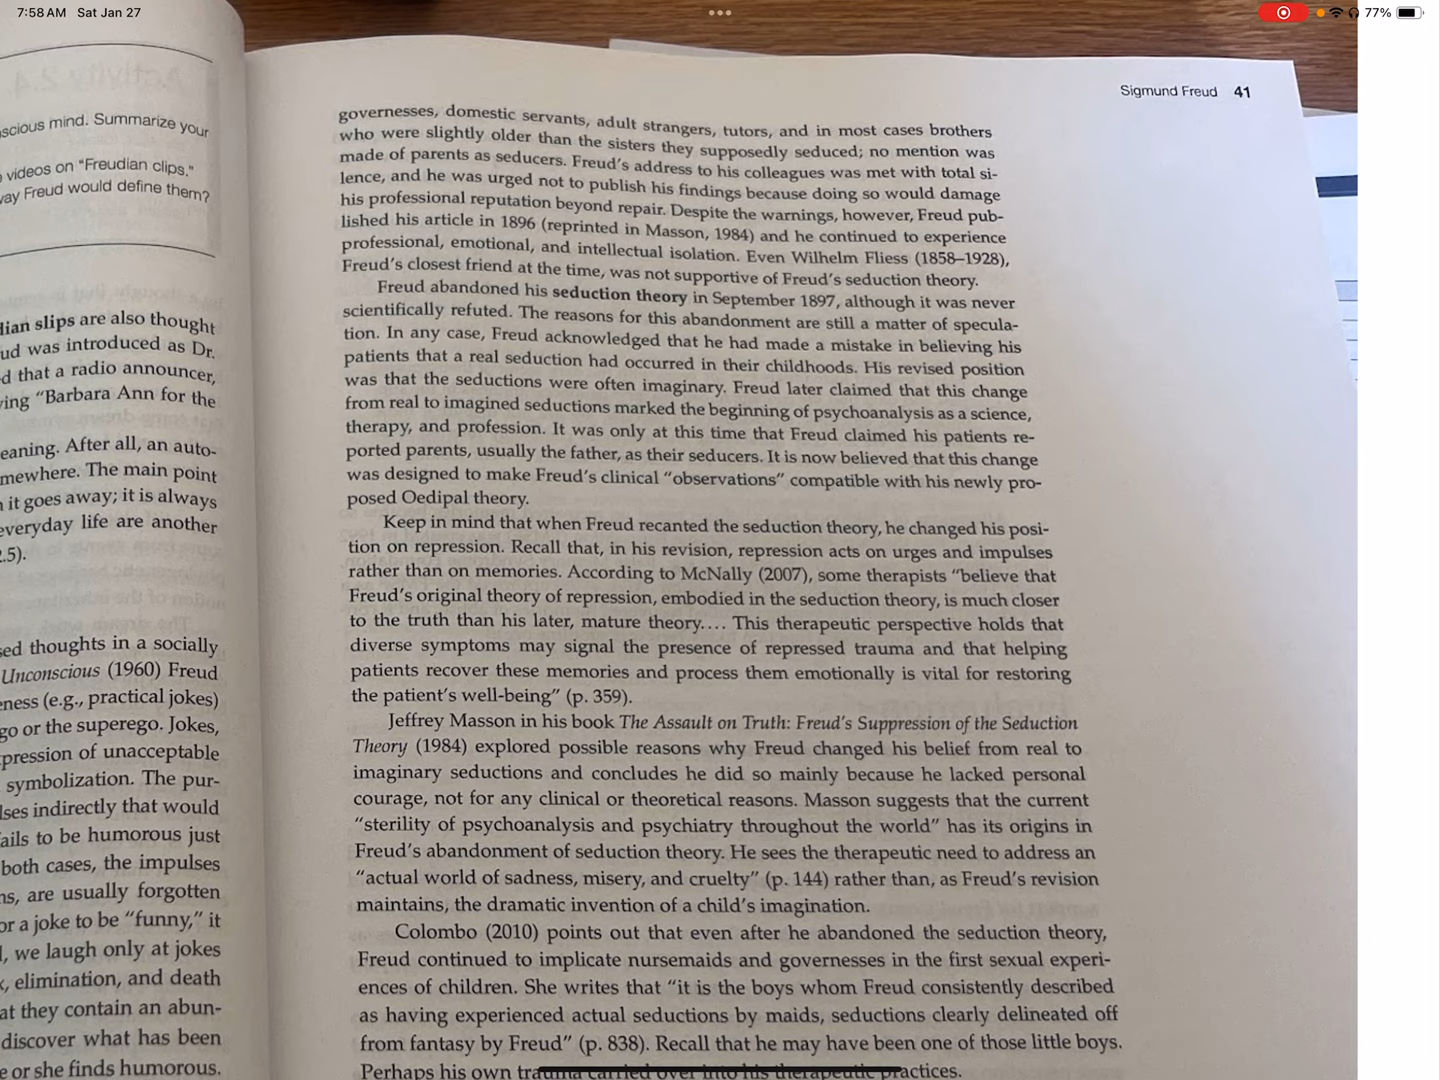 7:58 AM Sat Jan 27
77%
scious mind. Summarize your
videos on “Freudian clips.”
way Freud would define them?
dian slips are also thought
ud was introduced as Dr.
d that a radio announcer,
ying “Barbara Ann for the
eaning. After all, an auto-
mewhere. The main point
it goes away; it is always
everyday life are another
2.5).
sed thoughts in a socially
Unconscious (1960) Freud
eness (e.g., practical jokes)
go or the superego. Jokes,
pression of unacceptable
symbolization. The pur-
lses indirectly that would
ails to be humorous just
both cases, the impulses
ns, are usually forgotten
or a joke to be “funny,” it
l, we laugh only at jokes
x, elimination, and death
at they contain an abun-
discover what has been
e or she finds humorous.
Sigmund Freud 41
governesses, domestic servants, adult strangers, tutors, and in most cases brothers
who were slightly older than the sisters they supposedly seduced; no mention was
made of parents as seducers. Freud’s address to his colleagues was met with total si-
lence, and he was urged not to publish his findings because doing so would damage
his professional reputation beyond repair. Despite the warnings, however, Freud pub-
lished his article in 1896 (reprinted in Masson, 1984) and he continued to experience
professional, emotional, and intellectual isolation. Even Wilhelm Fliess (1858–1928),
Freud’s closest friend at the time, was not supportive of Freud’s seduction theory.
Freud abandoned his seduction theory in September 1897, although it was never
scientifically refuted. The reasons for this abandonment are still a matter of specula-
tion. In any case, Freud acknowledged that he had made a mistake in believing his
patients that a real seduction had occurred in their childhoods. His revised position
was that the seductions were often imaginary. Freud later claimed that this change
from real to imagined seductions marked the beginning of psychoanalysis as a science,
therapy, and profession. It was only at this time that Freud claimed his patients re-
ported parents, usually the father, as their seducers. It is now believed that this change
was designed to make Freud’s clinical “observations” compatible with his newly pro-
posed Oedipal theory.
Keep in mind that when Freud recanted the seduction theory, he changed his posi-
tion on repression. Recall that, in his revision, repression acts on urges and impulses
rather than on memories. According to McNally (2007), some therapists “believe that
Freud’s original theory of repression, embodied in the seduction theory, is much closer
to the truth than his later, mature theory.... This therapeutic perspective holds that
diverse symptoms may signal the presence of repressed trauma and that helping
patients recover these memories and process them emotionally is vital for restoring
the patient’s well-being” (p. 359).
Jeffrey Masson in his book The Assault on Truth: Freud’s Suppression of the Seduction
Theory (1984) explored possible reasons why Freud changed his belief from real to
imaginary seductions and concludes he did so mainly because he lacked personal
courage, not for any clinical or theoretical reasons. Masson suggests that the current
“sterility of psychoanalysis and psychiatry throughout the world” has its origins in
Freud’s abandonment of seduction theory. He sees the therapeutic need to address an
“actual world of sadness, misery, and cruelty” (p. 144) rather than, as Freud’s revision
maintains, the dramatic invention of a child’s imagination.
Colombo (2010) points out that even after he abandoned the seduction theory,
Freud continued to implicate nursemaids and governesses in the first sexual experi-
ences of children. She writes that “it is the boys whom Freud consistently described
as having experienced actual seductions by maids, seductions clearly delineated off
from fantasy by Freud” (p. 838). Recall that he may have been one of those little boys.
Perhaps his own trauma carried over into his therapeutic practices.